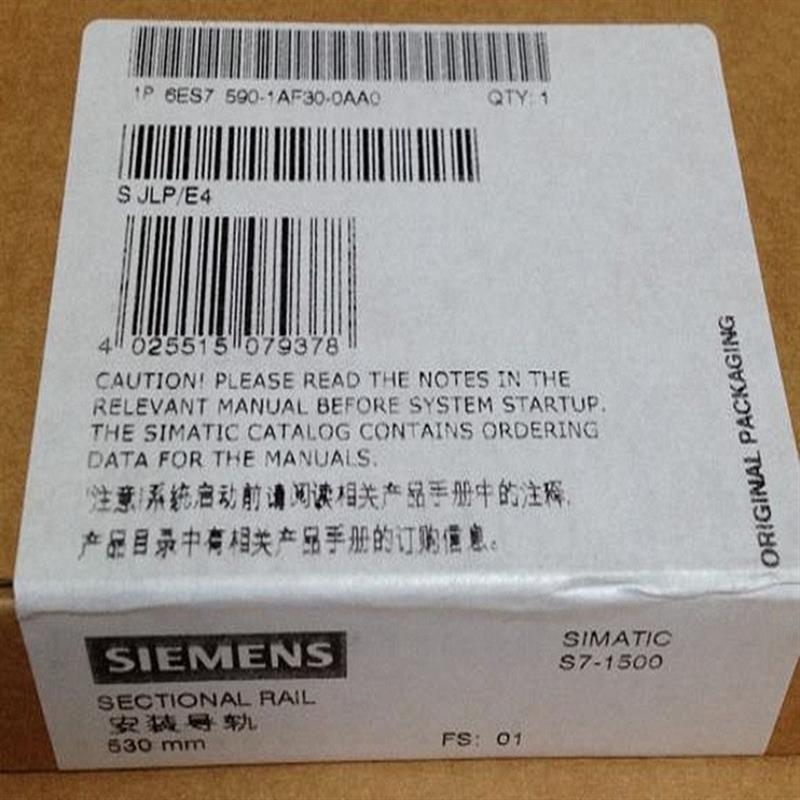 1P 6ES7 590-1AF30-0AA0 QTY: 1
S JLP/E4
4 025515 079378
CAUTION! PLEASE READ THE NOTES IN THE
RELEVANT MANUAL BEFORE SYSTEM STARTUP.
THE SIMATIC CATALOG CONTAINS ORDERING
DATA FOR THE MANUALS.
注意!系统启动前请阅读相关产品手册中的注释.
产品目录中有相关产品手册的订购信息。
ORIGINAL PACKAGING
SIEMENS
SIMATIC
S7-1500
SECTIONAL RAIL
安装导轨
530 mm
FS: 01